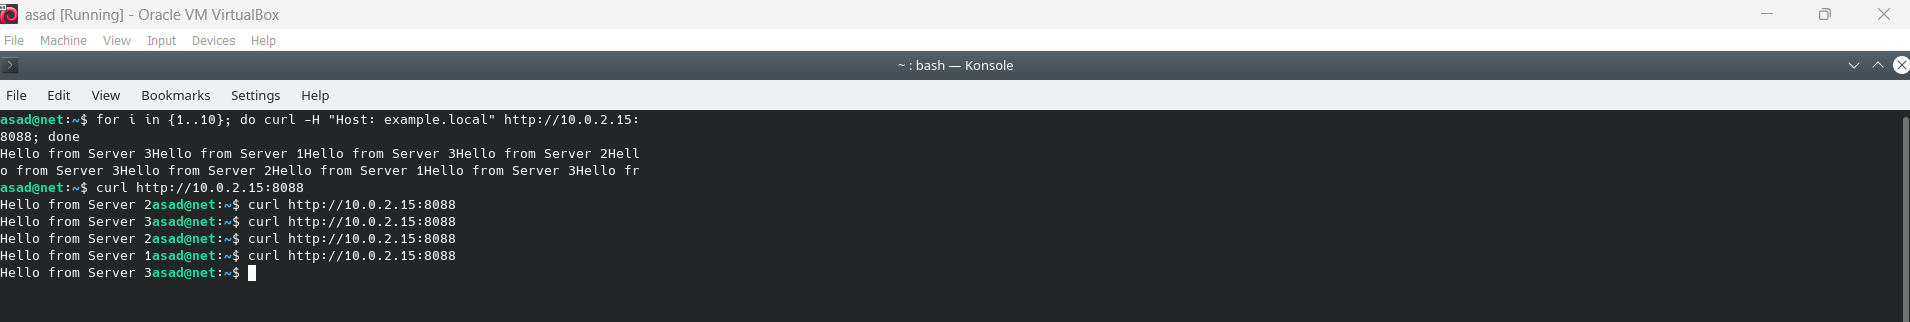 asad [Running] - Oracle VM VirtualBox
File Machine View Input Devices Help
~ : bash — Konsole
File Edit View Bookmarks Settings Help
asad@net:~$ for i in {1..10}; do curl -H "Host: example.local" http://10.0.2.15:
8088; done
Hello from Server 3Hello from Server 1Hello from Server 3Hello from Server 2Hell
o from Server 3Hello from Server 2Hello from Server 1Hello from Server 3Hello fr
asad@net:~$ curl http://10.0.2.15:8088
Hello from Server 2asad@net:~$ curl http://10.0.2.15:8088
Hello from Server 3asad@net:~$ curl http://10.0.2.15:8088
Hello from Server 2asad@net:~$ curl http://10.0.2.15:8088
Hello from Server 1asad@net:~$ curl http://10.0.2.15:8088
Hello from Server 3asad@net:~$